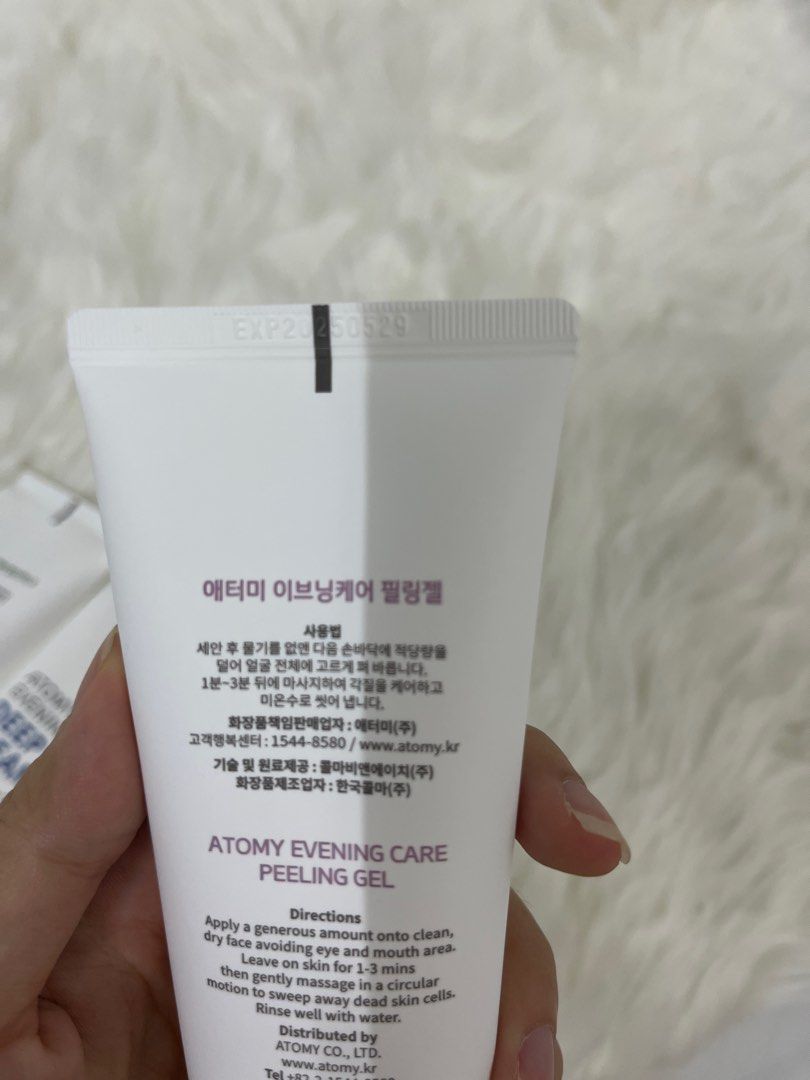 EXP20250529
애터미 이브닝케어 필링젤
사용법
세안 후 물기를 없앤 다음 손바닥에 적당량을
덜어 얼굴 전체에 고르게 펴 바릅니다.
1분~3분 뒤에 마사지하여 각질을 케어하고
미온수로 씻어 냅니다.
화장품책임판매업자 : 애터미(주)
고객행복센터 : 1544-8580 / www.atomy.kr
기술 및 원료제공 : 콜마비앤에이치(주)
화장품제조업자 : 한국콜마(주)
ATOMY EVENING CARE
PEELING GEL
Directions
Apply a generous amount onto clean,
dry face avoiding eye and mouth area.
Leave on skin for 1-3 mins
then gently massage in a circular
motion to sweep away dead skin cells.
Rinse well with water.
Distributed by
ATOMY CO., LTD.
www.atomy.kr
Tel
ATOMY
DEEP